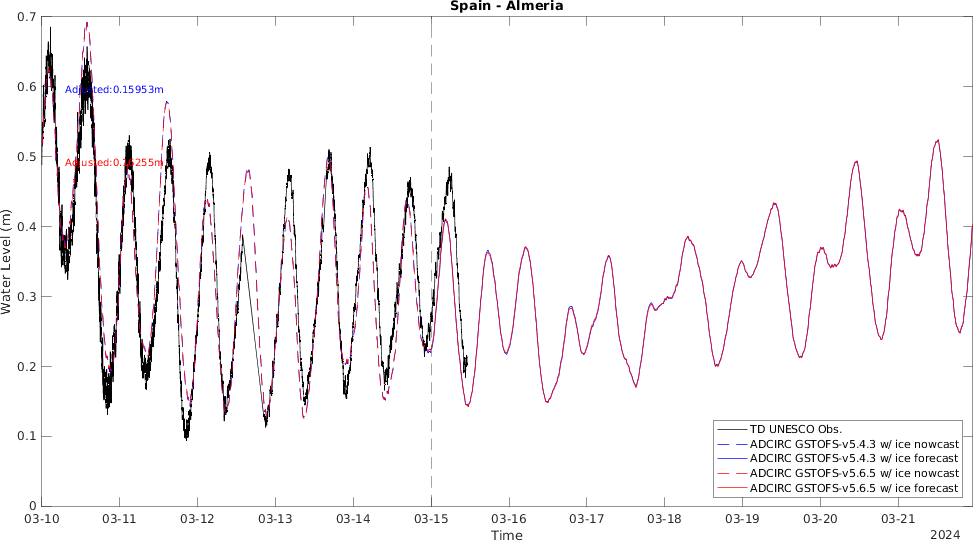 Spain - Almeria
0.7
0.6
0.5
0.4
0.3
0.2
0.1
0
Water Level (m)
Adjusted:0.15953m
TD UNESCO Obs.
ADCIRC GSTOFS-v5.4.3 w/ ice nowcast
ADCIRC GSTOFS-v5.4.3 w/ ice forecast
ADCIRC GSTOFS-v5.6.5 w/ ice nowcast
ADCIRC GSTOFS-v5.6.5 w/ ice forecast
03-10 03-11 03-12 03-13 03-14 03-15 03-16 03-17 03-18 03-19 03-20 03-21
Time
2024